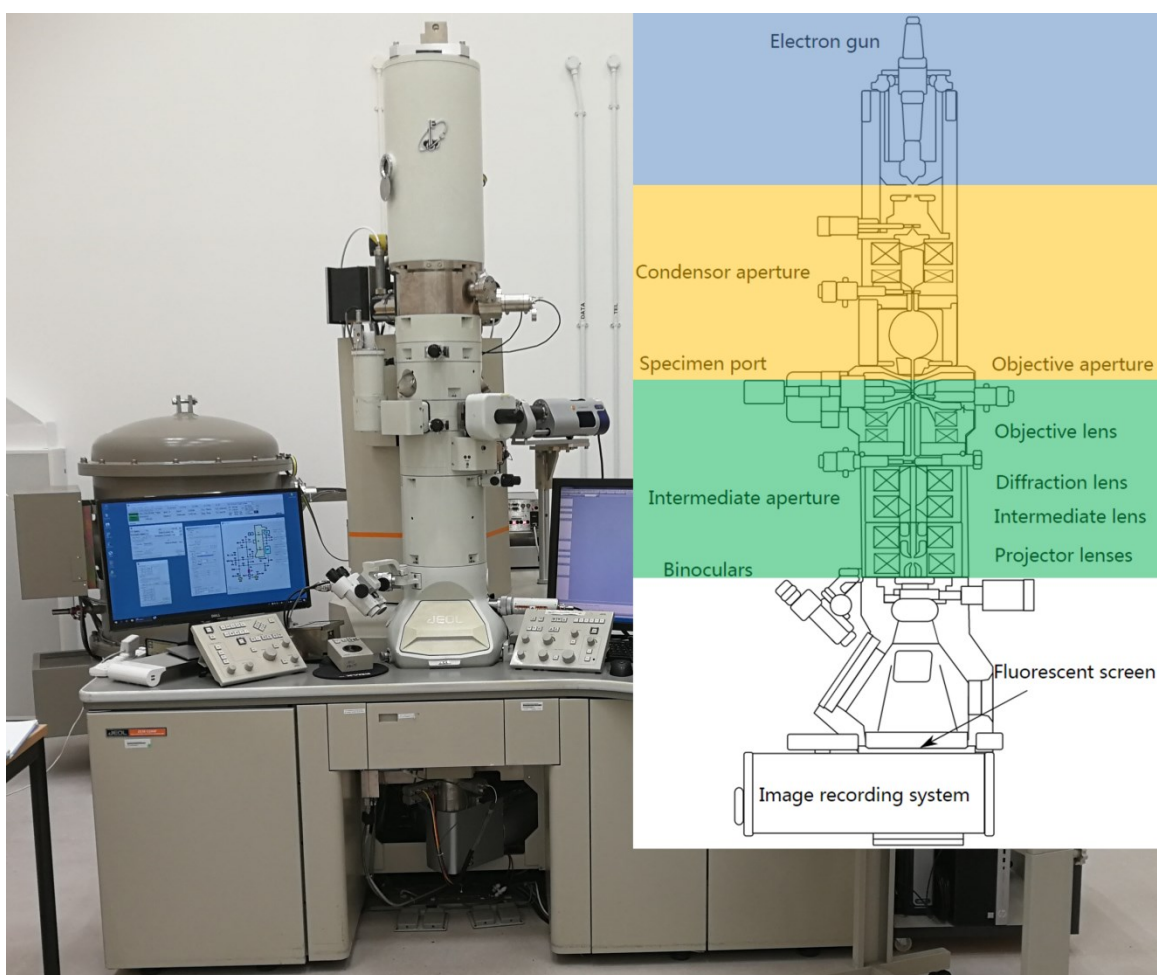 Electron gun
Condensor aperture
Specimen port
Objective aperture
Objective lens
Intermediate aperture
Diffraction lens
Intermediate lens
Projector lenses
Binoculars
Fluorescent screen
Image recording system
DATA
TEL
JEOL
JEOL